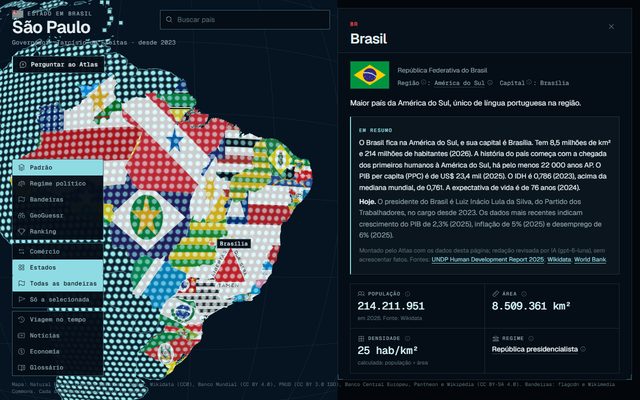 ESTADO EM BRASIL
São Paulo
desde 2023
Buscar país
Perguntar ao Atlas
Padrão
Regime político
Bandeiras
GeoGuessr
Ranking
Comércio
Estados
Todas as bandeiras
Só a selecionada
Viagem no tempo
Notícias
Economia
Glossário
Brasília
BR
Brasil
República Federativa do Brasil
Região: América do Sul Capital: Brasília
Maior país da América do Sul, único de língua portuguesa na região.
EM RESUMO
O Brasil fica na América do Sul, e sua capital é Brasília. Tem 8,5 milhões de km²
e 214 milhões de habitantes (2026). A história do país começa com a chegada
dos primeiros humanos à América do Sul, há pelo menos 22 000 anos AP. O
PIB per capita (PPC) é de US$ 23,4 mil (2025). O IDH é 0,786 (2023), acima da
mediana mundial, de 0,761. A expectativa de vida é de 76 anos (2024).
Hoje. O presidente do Brasil é Luiz Inácio Lula da Silva, do Partido dos
Trabalhadores, no cargo desde 2023. Os dados mais recentes indicam
crescimento do PIB de 2,3% (2025), inflação de 5% (2025) e desemprego de
6% (2025).
Montado pelo Atlas com os dados desta página; redação revisada por IA (gpt-6-luna), sem
acrescentar fatos. Fontes: UNDP Human Development Report 2025, Wikidata, World Bank.
POPULAÇÃO
214.211.951
em 2026. Fonte: Wikidata
ÁREA
8.509.361 km²
DENSIDADE
25 hab/km²
calculada: população ÷ área
REGIME
República presidencialista
Mapas: Natural
Wikidata (CC0), Banco Mundial (CC BY 4.0), PNUD (CC BY 3.0 IGO), Banco Central Europeu, Pantheon e Wikipédia (CC BY-SA 4.0). Bandeiras: flagcdn e Wikimedia
Commons.